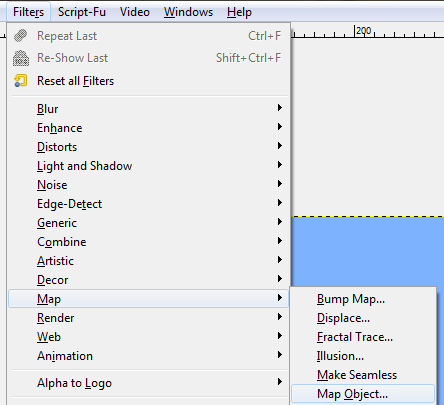 Filters Script-Fu Video Windows Help
200
Repeat Last Ctrl+F
Re-Show Last Shift+Ctrl+F
Reset all Filters
Blur
Enhance
Distorts
Light and Shadow
Noise
Edge-Detect
Generic
Combine
Artistic
Decor
Map
Render
Web
Animation
Alpha to Logo
Bump Map...
Displace...
Fractal Trace...
Illusion...
Make Seamless
Map Object...